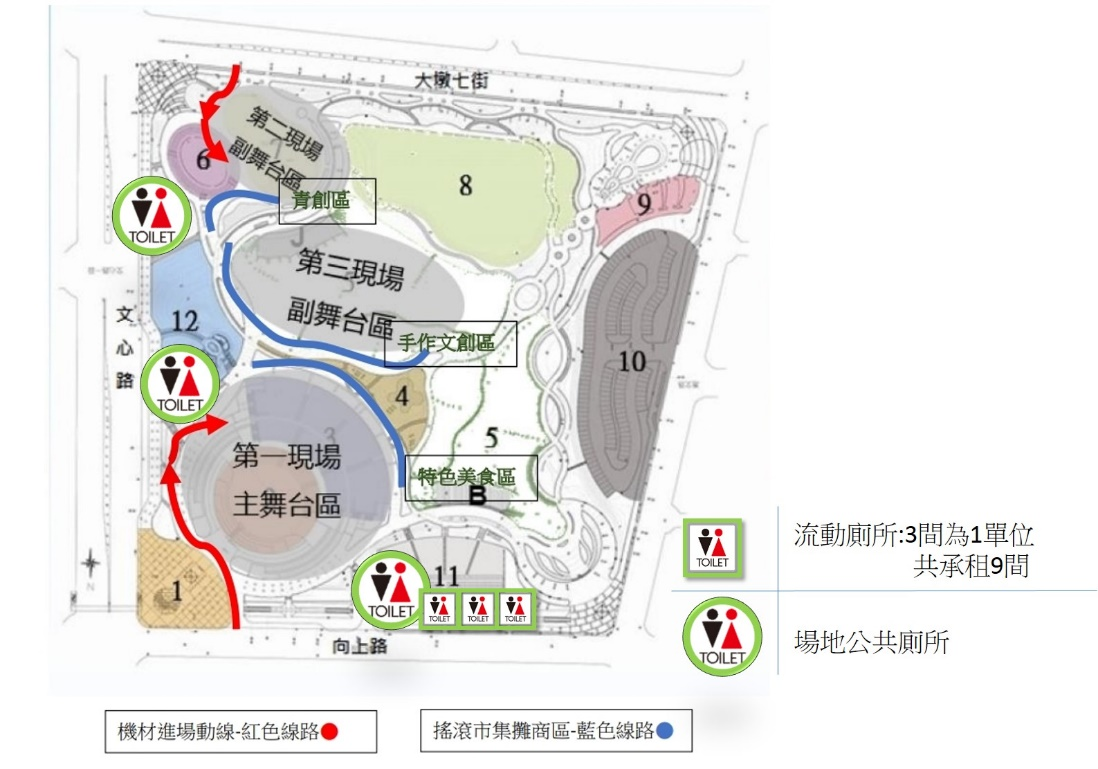 大墩七街
第二現場
副舞台區
6
8
9
TOILET
青創區
第三現場
副舞台區
文
心
路
12
手作文創區
10
TOILET
4
3
第一現場
主舞台區
5
特色美食區
B
1
N
TOILET
11
TOILET
TOILET
TOILET
向上路
TOILET
流動廁所:3間為1單位
共承租9間
TOILET
場地公共廁所
機材進場動線-紅色線路
搖滾市集攤商區-藍色線路